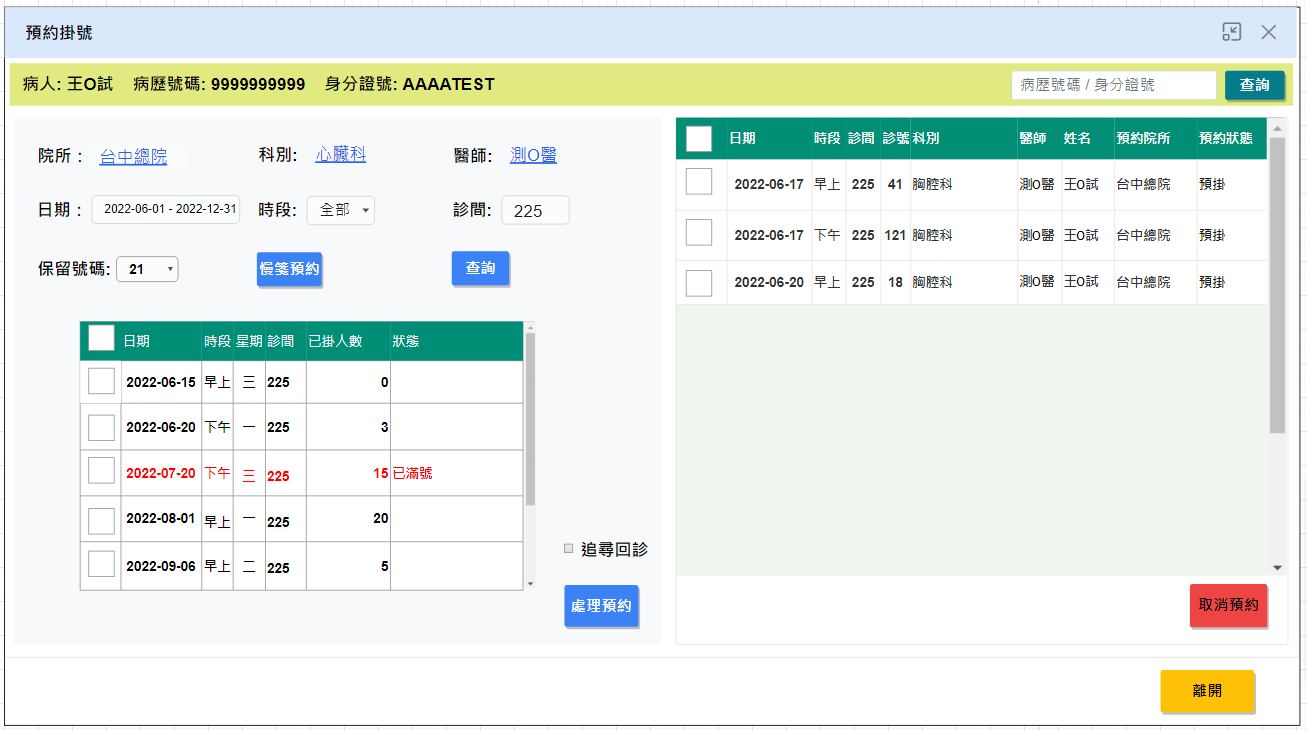 預約掛號
病人: 王O試 病歷號碼: 9999999999 身分證號: AAAATEST 病歷號碼 / 身分證號 查詢
院所 : 台中總院 科別: 心臟科 醫師: 測O醫
日期 : 2022-06-01 - 2022-12-31 時段: 全部 診間: 225
保留號碼: 21 慢箋預約 查詢
日期 時段 星期 診間 已掛人數 狀態
2022-06-15 早上 三 225 0
2022-06-20 下午 一 225 3
2022-07-20 下午 三 225 15 已滿號
2022-08-01 早上 一 225 20
2022-09-06 早上 二 225 5
追尋回診
處理預約
日期 時段 診間 診號 科別 醫師 姓名 預約院所 預約狀態
2022-06-17 早上 225 41 胸腔科 測O醫 王O試 台中總院 預掛
2022-06-17 下午 225 121 胸腔科 測O醫 王O試 台中總院 預掛
2022-06-20 早上 225 18 胸腔科 測O醫 王O試 台中總院 預掛
取消預約
離開